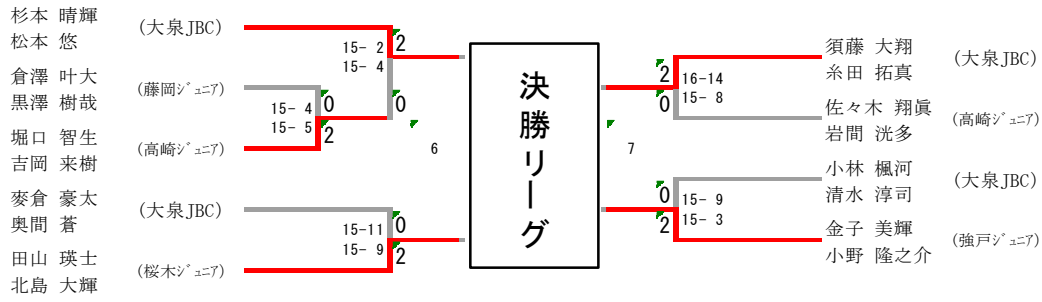 杉本 晴輝
松本 悠
(大泉JBC)
倉澤 叶大
黒澤 樹哉
(藤岡ジュニア)
堀口 智生
吉岡 来樹
(高崎ジュニア)
麥倉 豪太
奥間 蒼
(大泉JBC)
田山 瑛士
北島 大輝
(桜木ジュニア)
15- 2
15- 4
2
0
15- 4
15- 5
0
2
15-11
15- 9
0
2
6
決勝リーグ
7
2
0
16-14
15- 8
0
2
15- 9
15- 3
須藤 大翔
糸田 拓真
(大泉JBC)
佐々木 翔眞
岩間 洸多
(高崎ジュニア)
小林 楓河
清水 淳司
(大泉JBC)
金子 美輝
小野 隆之介
(強戸ジュニア)